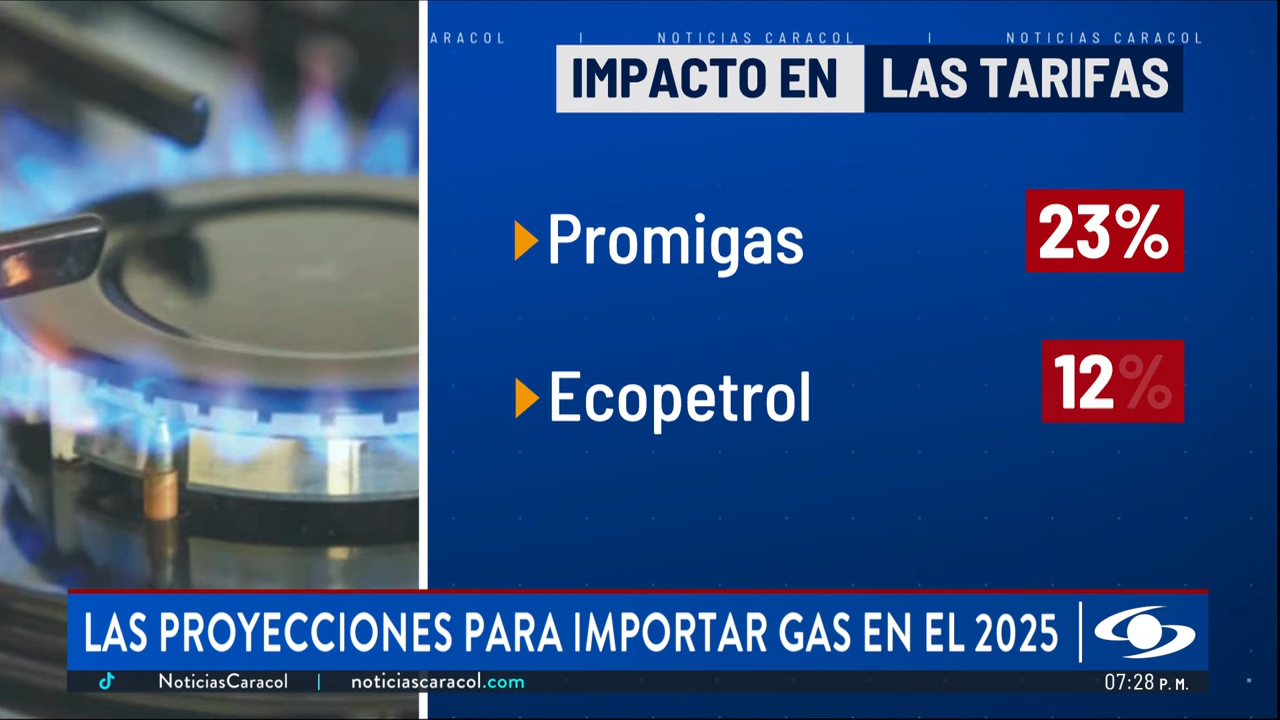 ARACOL | NOTICIAS CARACOL | NOTICIAS CARACOL
IMPACTO EN LAS TARIFAS
Promigas 23%
Ecopetrol 12%
LAS PROYECCIONES PARA IMPORTAR GAS EN EL 2025
NoticiasCaracol | noticiascaracol.com 07:28 P.M.